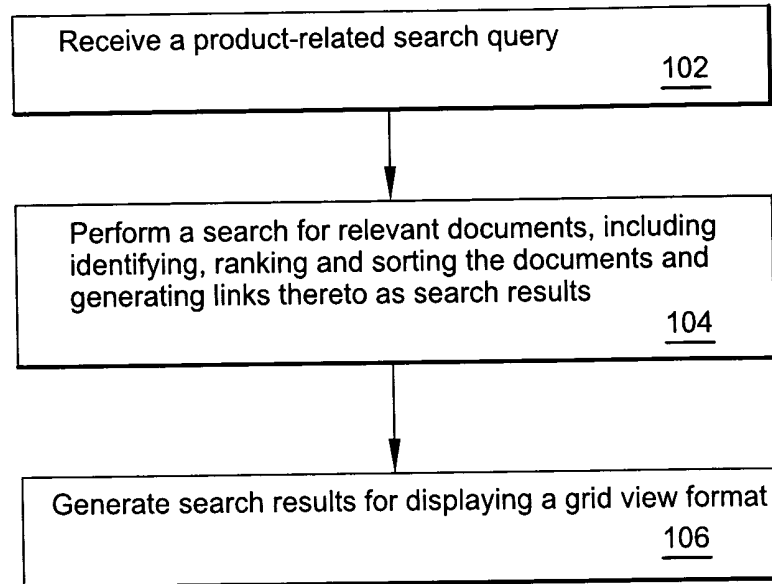 Receive a product-related search query
102
Perform a search for relevant documents, including
identifying, ranking and sorting the documents and
generating links thereto as search results
104
Generate search results for displaying a grid view format
106